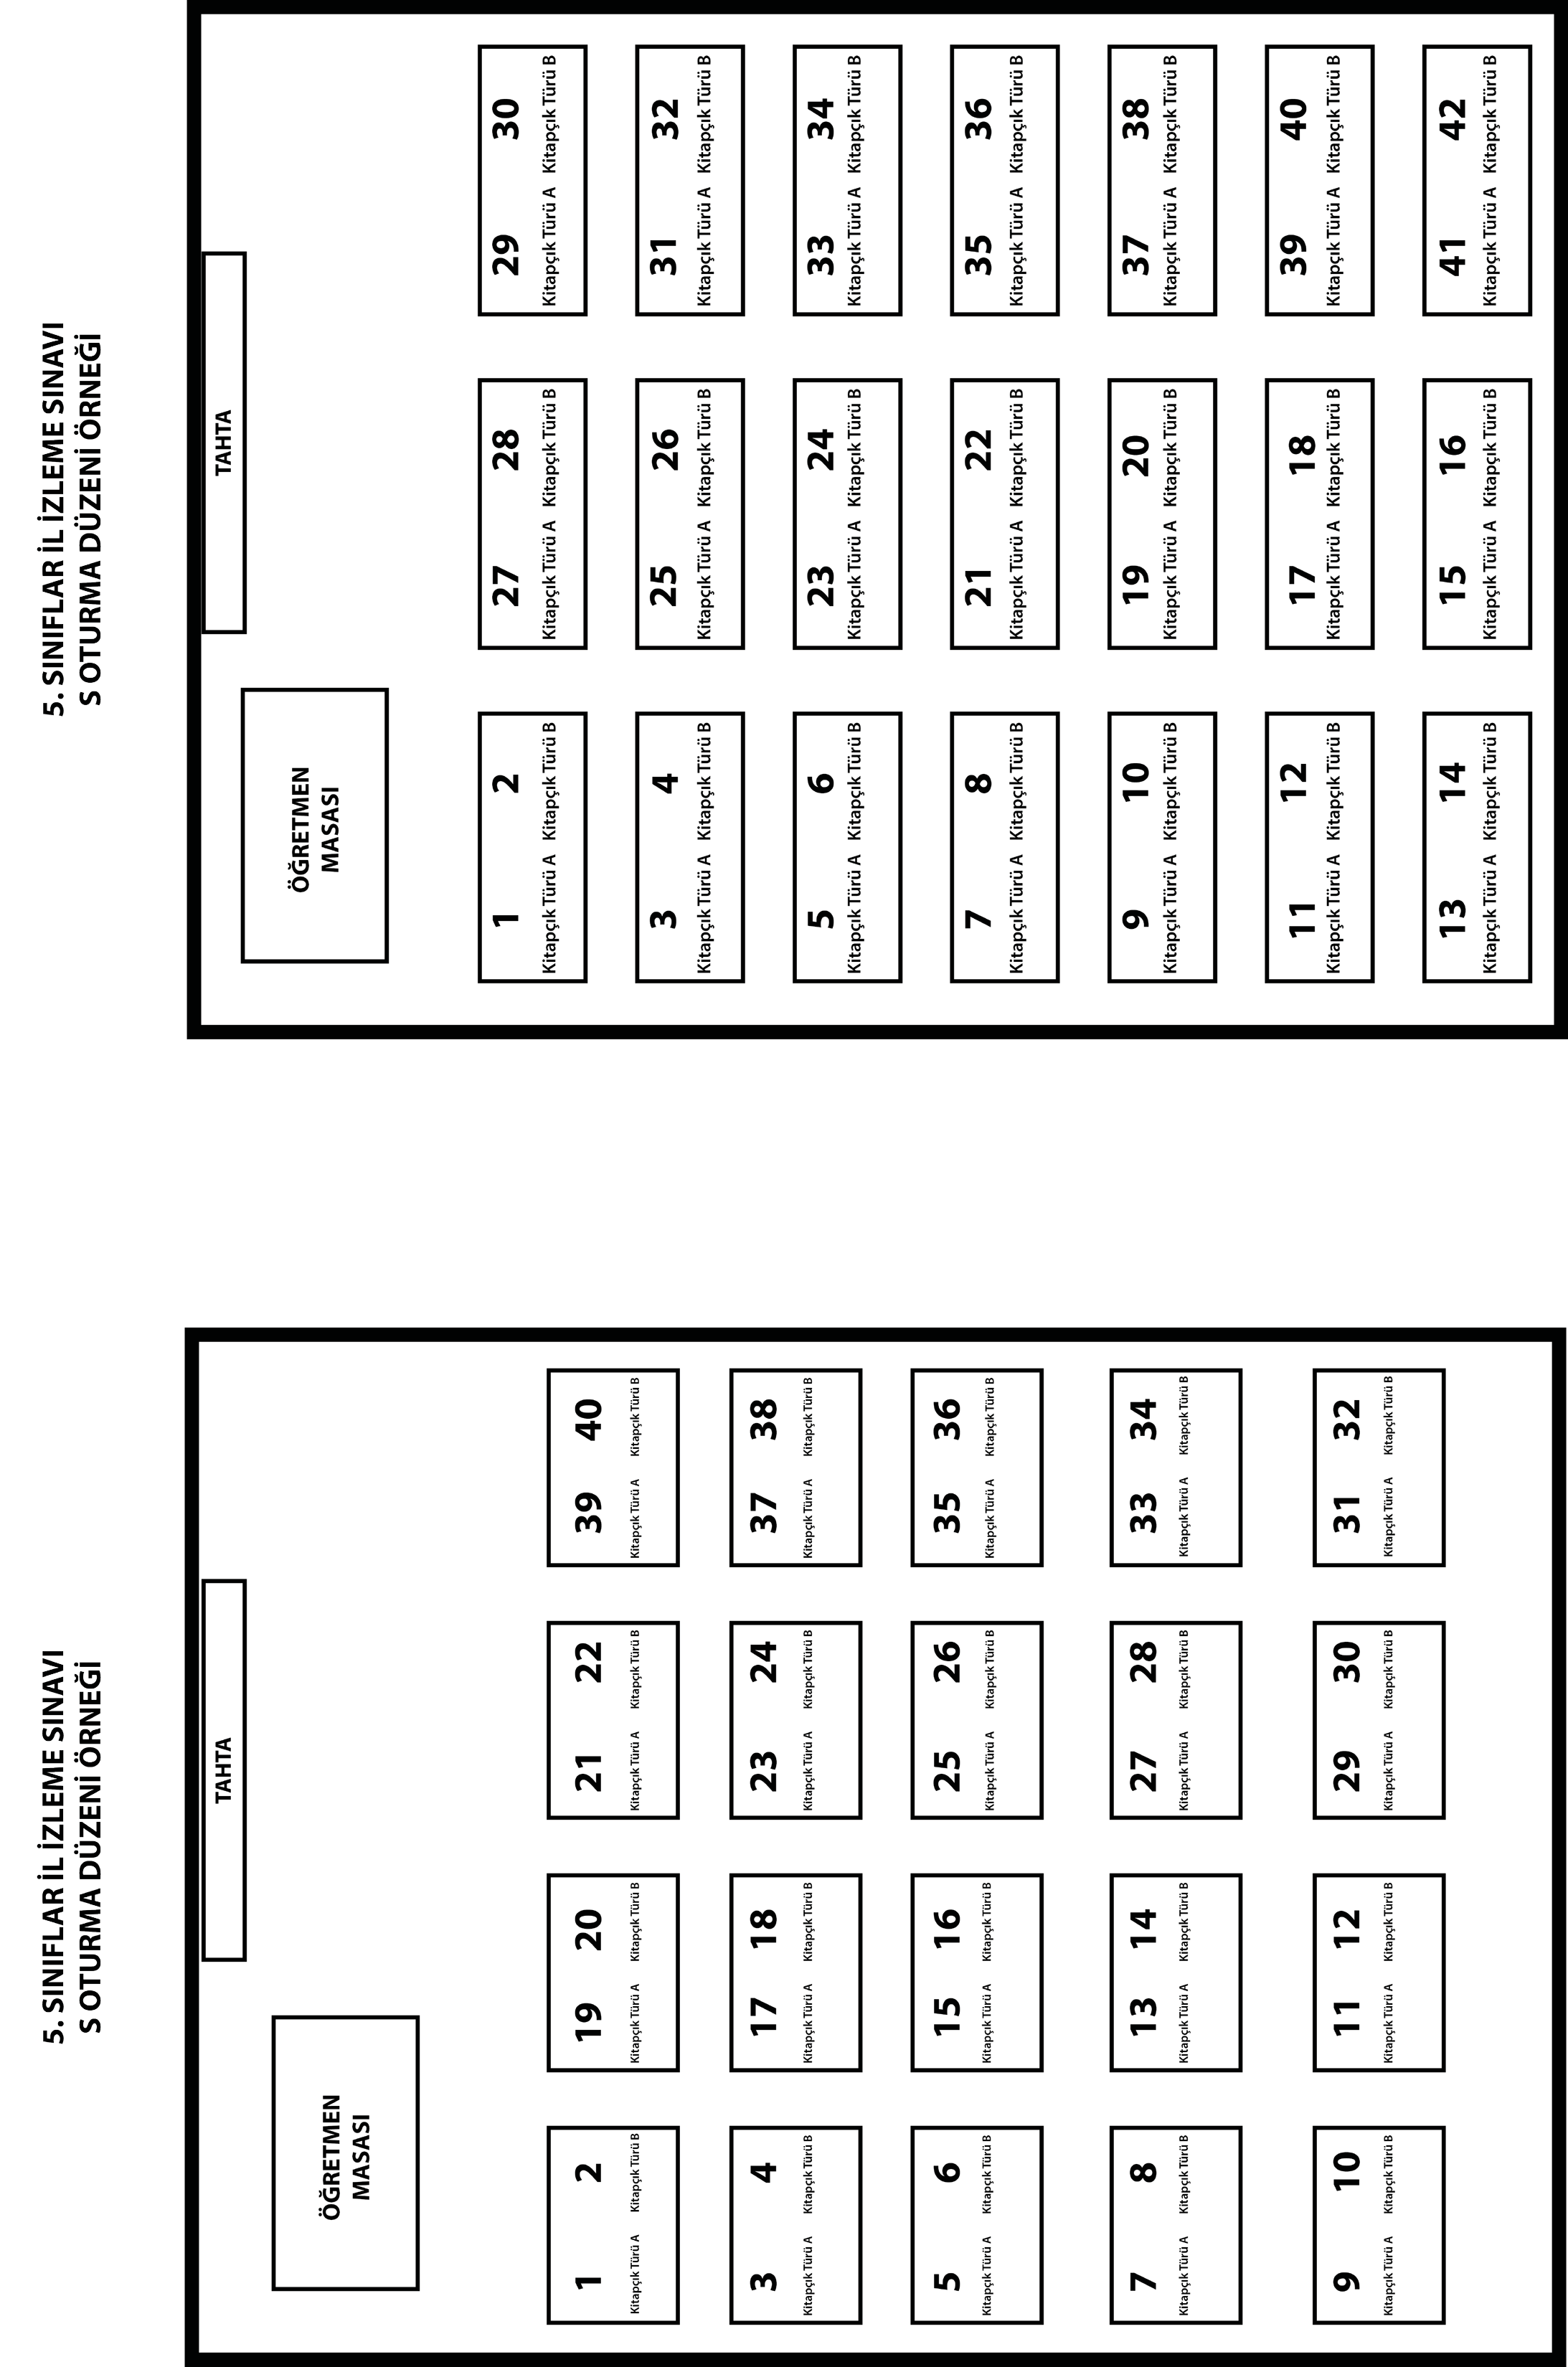 5. SINIFLAR İL İZLEME SINAVI
S OTURMA DÜZENİ ÖRNEĞİ
TAHTA
ÖĞRETMEN
MASASI
1 2 19 20 21 22 39 40
Kitapçık Türü A Kitapçık Türü B Kitapçık Türü A Kitapçık Türü B Kitapçık Türü A Kitapçık Türü B Kitapçık Türü A Kitapçık Türü B
3 4 17 18 23 24 37 38
Kitapçık Türü A Kitapçık Türü B Kitapçık Türü A Kitapçık Türü B Kitapçık Türü A Kitapçık Türü B Kitapçık Türü A Kitapçık Türü B
5 6 15 16 25 26 35 36
Kitapçık Türü A Kitapçık Türü B Kitapçık Türü A Kitapçık Türü B Kitapçık Türü A Kitapçık Türü B Kitapçık Türü A Kitapçık Türü B
7 8 13 14 27 28 33 34
Kitapçık Türü A Kitapçık Türü B Kitapçık Türü A Kitapçık Türü B Kitapçık Türü A Kitapçık Türü B Kitapçık Türü A Kitapçık Türü B
9 10 11 12 29 30 31 32
Kitapçık Türü A Kitapçık Türü B Kitapçık Türü A Kitapçık Türü B Kitapçık Türü A Kitapçık Türü B Kitapçık Türü A Kitapçık Türü B
5. SINIFLAR İL İZLEME SINAVI
S OTURMA DÜZENİ ÖRNEĞİ
TAHTA
ÖĞRETMEN
MASASI
1 2 27 28 29 30
Kitapçık Türü A Kitapçık Türü B Kitapçık Türü A Kitapçık Türü B Kitapçık Türü A Kitapçık Türü B
3 4 25 26 31 32
Kitapçık Türü A Kitapçık Türü B Kitapçık Türü A Kitapçık Türü B Kitapçık Türü A Kitapçık Türü B
5 6 23 24 33 34
Kitapçık Türü A Kitapçık Türü B Kitapçık Türü A Kitapçık Türü B Kitapçık Türü A Kitapçık Türü B
7 8 21 22 35 36
Kitapçık Türü A Kitapçık Türü B Kitapçık Türü A Kitapçık Türü B Kitapçık Türü A Kitapçık Türü B
9 10 19 20 37 38
Kitapçık Türü A Kitapçık Türü B Kitapçık Türü A Kitapçık Türü B Kitapçık Türü A Kitapçık Türü B
11 12 17 18 39 40
Kitapçık Türü A Kitapçık Türü B Kitapçık Türü A Kitapçık Türü B Kitapçık Türü A Kitapçık Türü B
13 14 15 16 41 42
Kitapçık Türü A Kitapçık Türü B Kitapçık Türü A Kitapçık Türü B Kitapçık Türü A Kitapçık Türü B